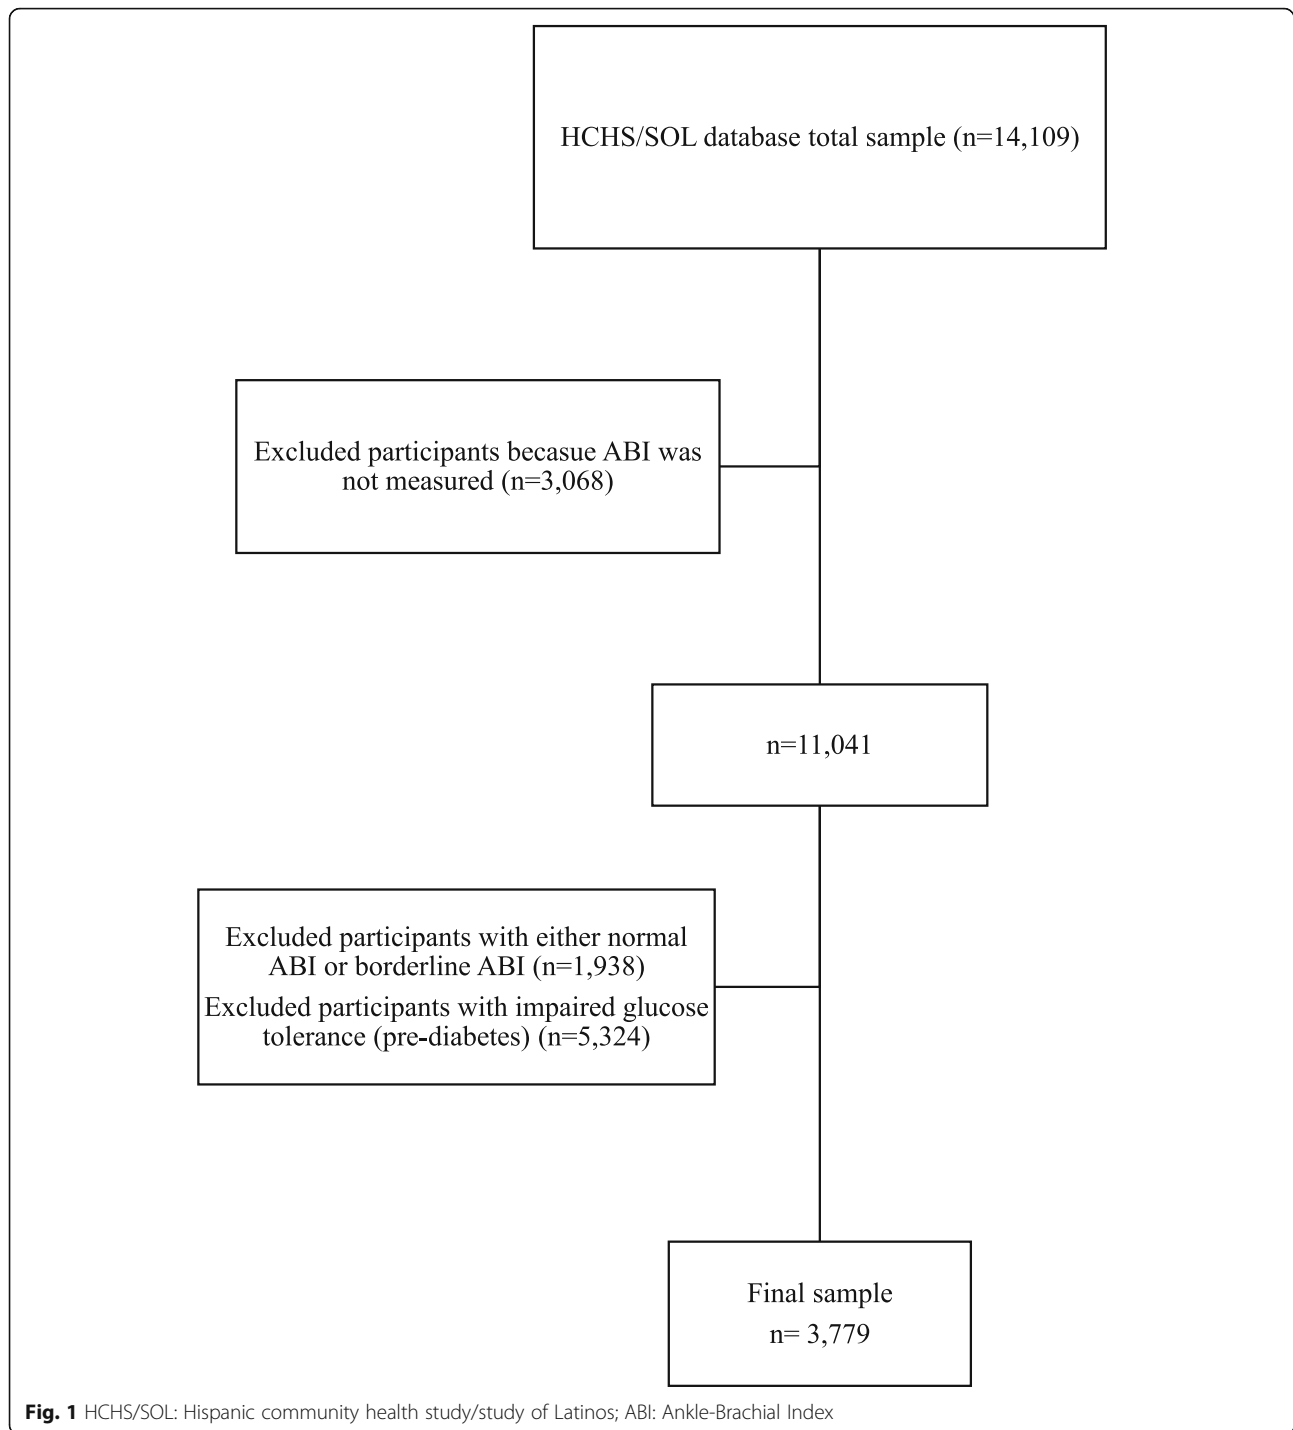 HCHS/SOL database total sample (n=14,109)
Excluded participants becasue ABI was
not measured (n=3,068)
n=11,041
Excluded participants with either normal
ABI or borderline ABI (n=1,938)
Excluded participants with impaired glucose
tolerance (pre-diabetes) (n=5,324)
Final sample
n= 3,779
Fig. 1 HCHS/SOL: Hispanic community health study/study of Latinos; ABI: Ankle-Brachial Index